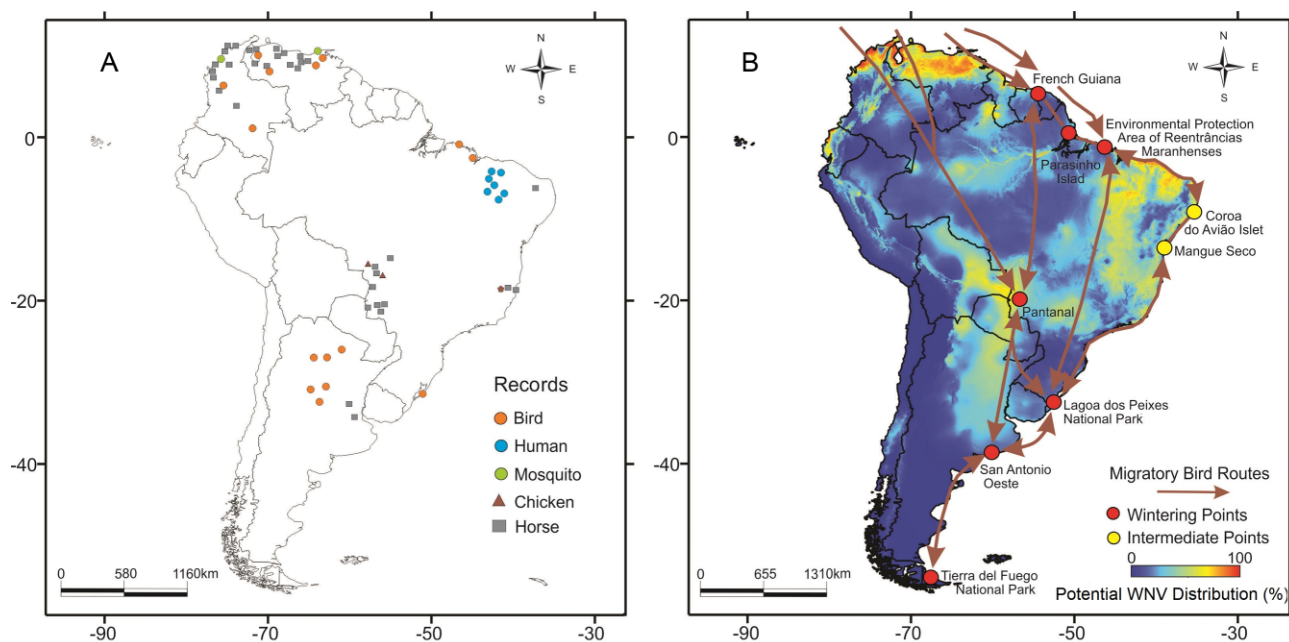 A
N
W E
S
0
-20
-40
Records
Bird
Human
Mosquito
Chicken
Horse
0 580 1160km
-90 -70 -50 -30
B
N
W E
S
French Guiana
Environmental Protection
Area of Reentrâncias
Maranhenses
Parasinho
Islad
Coroa
do Avião Islet
Mangue Seco
Pantanal
Lagoa dos Peixes
National Park
San Antonio
Oeste
Tierra del Fuego
National Park
Migratory Bird Routes
Wintering Points
Intermediate Points
0 100
Potential WNV Distribution (%)
0 655 1310km
-90 -70 -50 -30